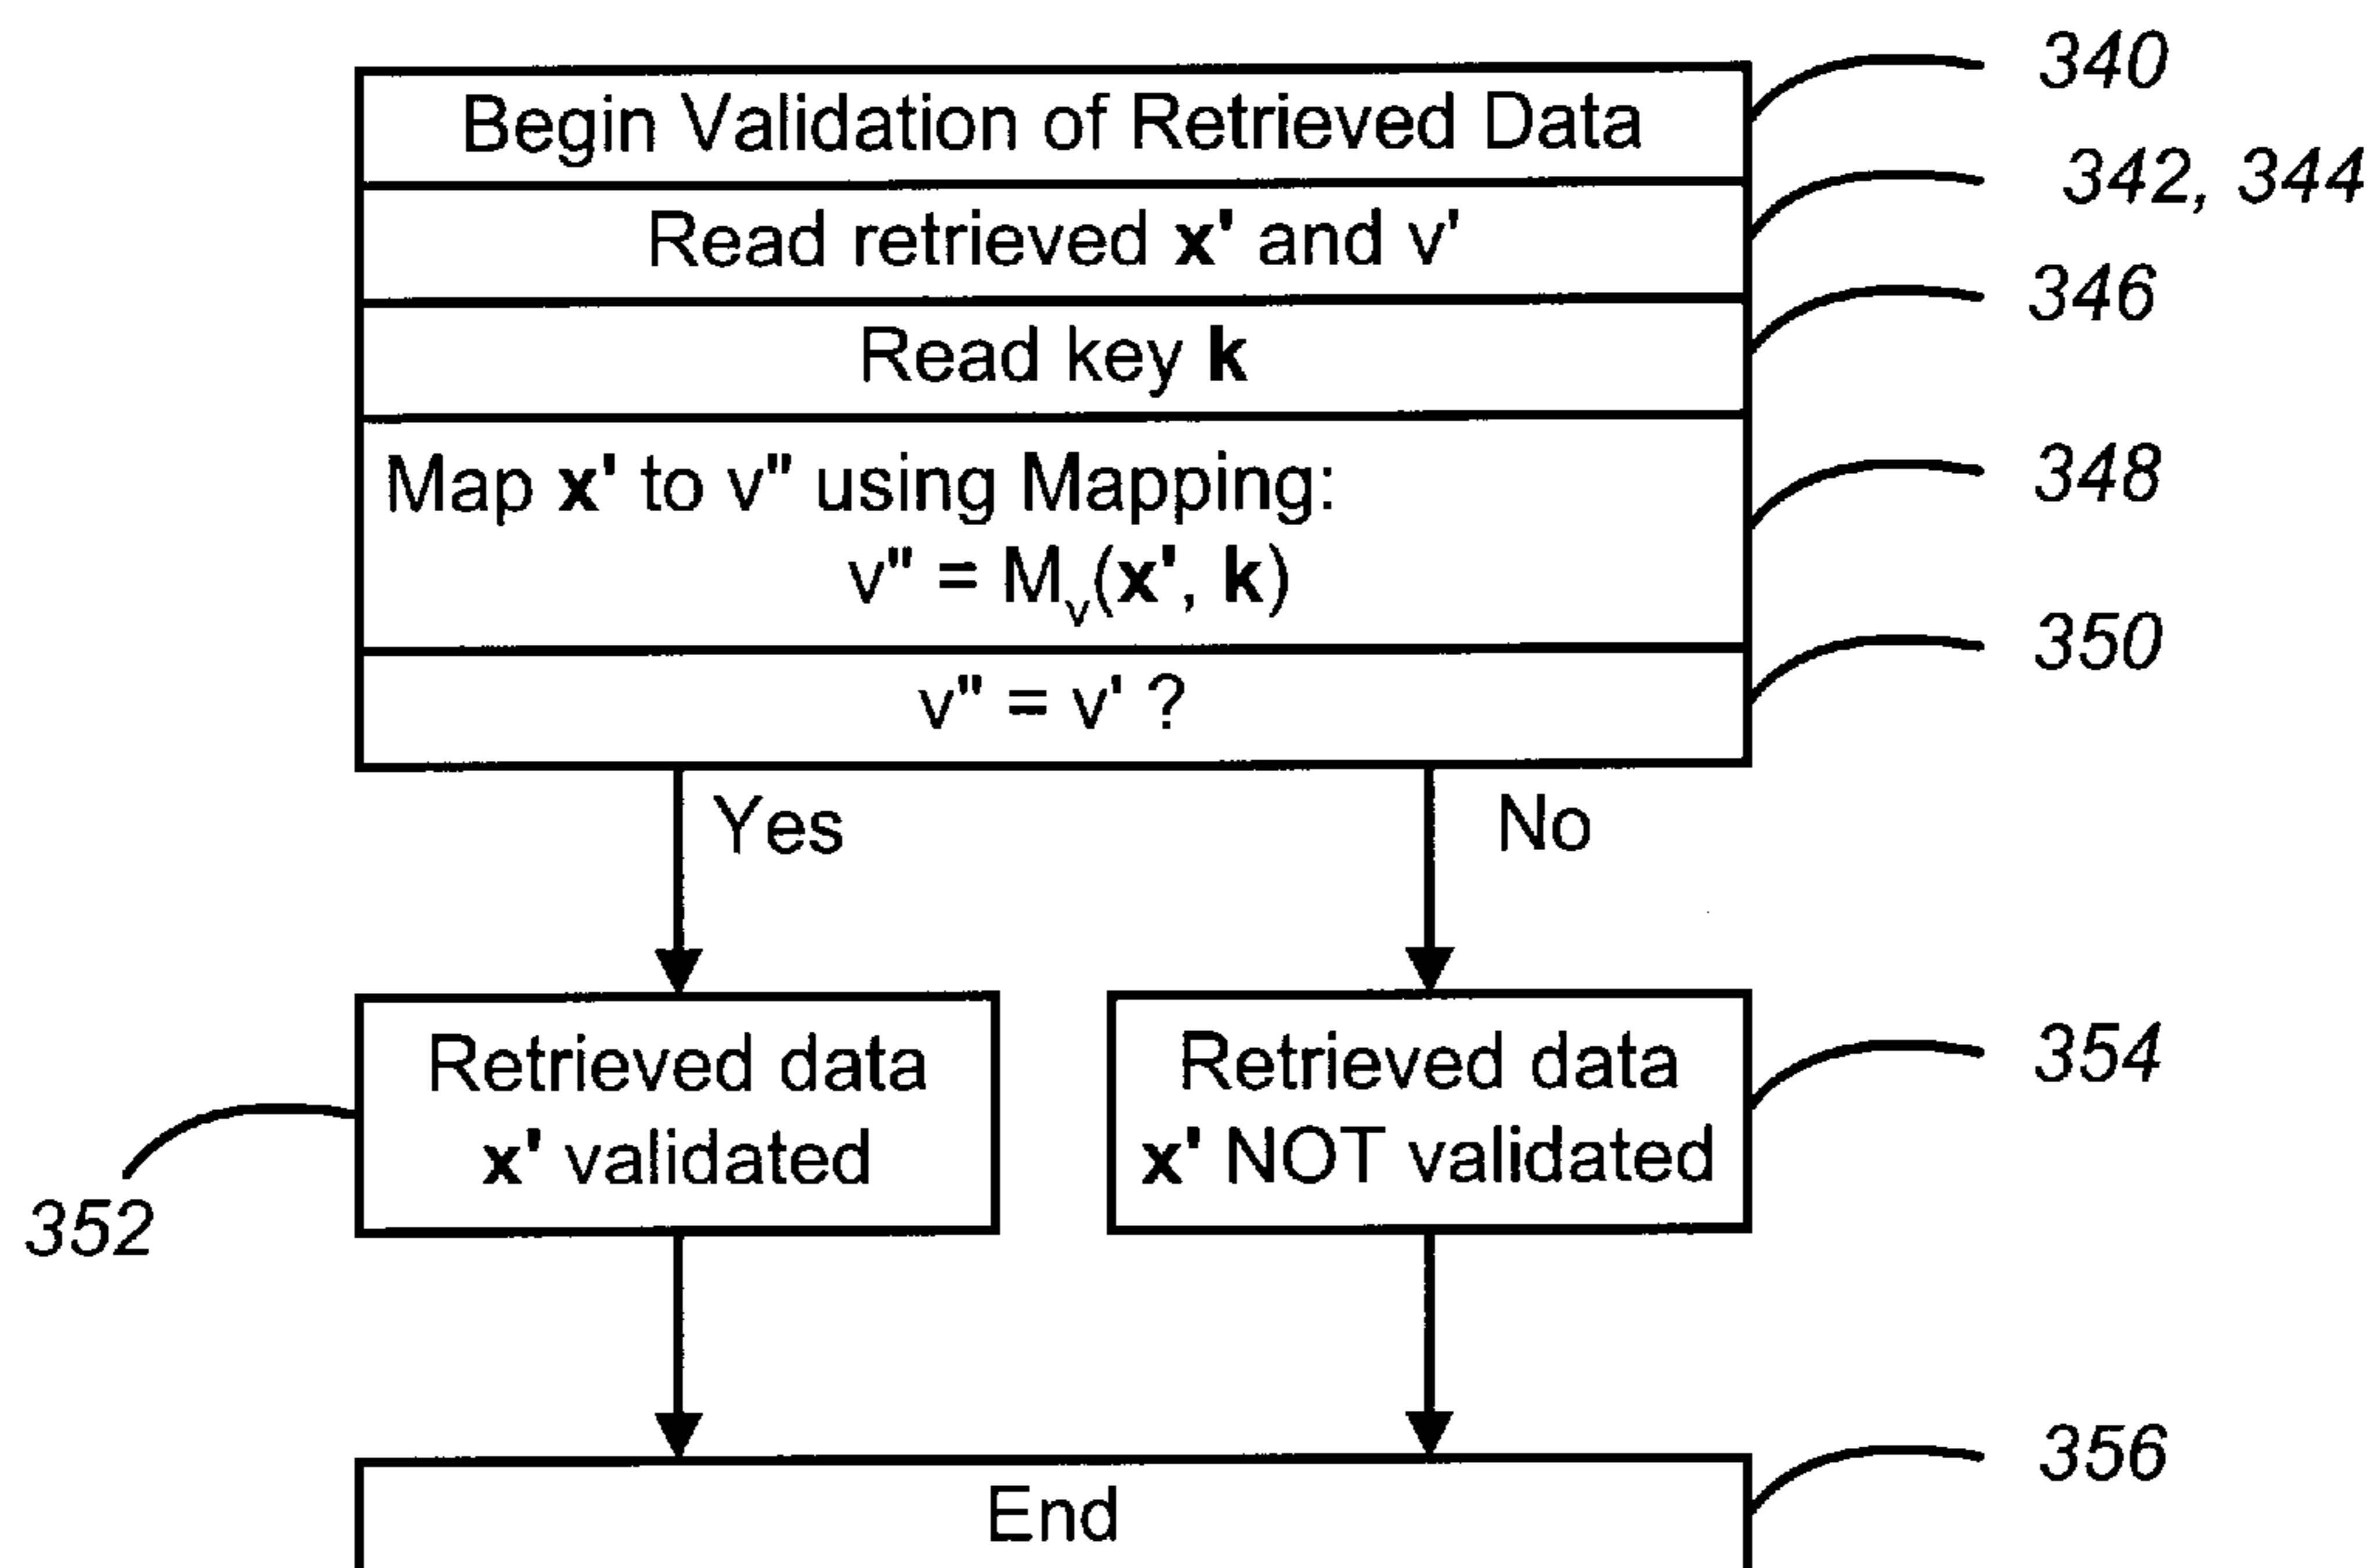 Begin Validation of Retrieved Data
340
Read retrieved x' and v'
342, 344
Read key k
346
Map x' to v" using Mapping:
v" = Mv(x', k)
348
v" = v' ?
350
Yes
No
Retrieved data
x' validated
352
Retrieved data
x' NOT validated
354
End
356